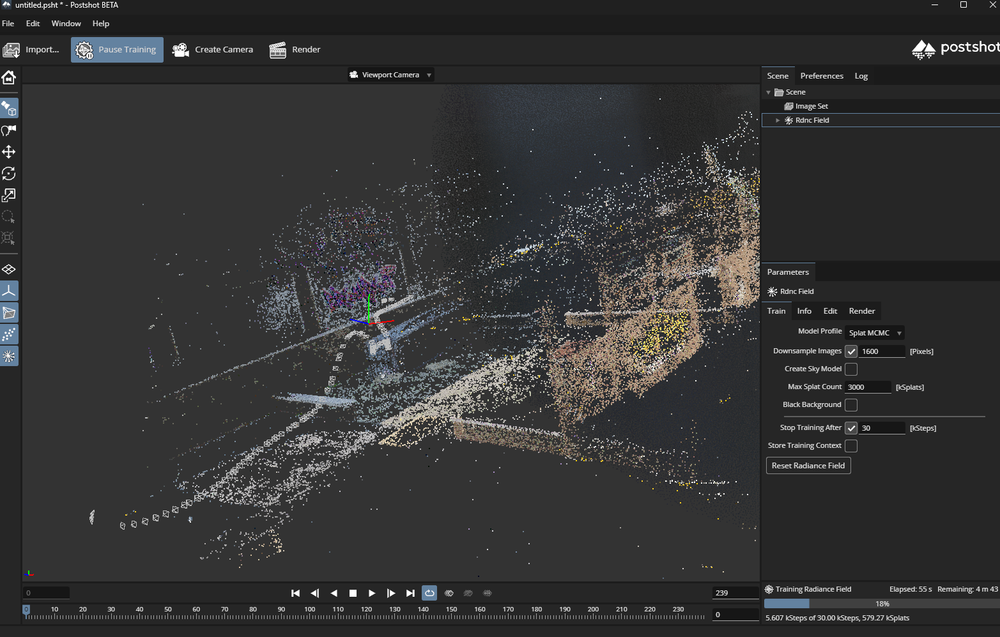 untitled.psht * - Postshot BETA
File Edit Window Help
Import... Pause Training Create Camera Render
postshot
Viewport Camera
Scene Preferences Log
Scene
Image Set
Rdnc Field
Parameters
Rdnc Field
Train Info Edit Render
Model Profile Splat MCMC
Downsample Images 1600 [Pixels]
Create Sky Model
Max Splat Count 3000 [kSplats]
Black Background
Stop Training After 30 [kSteps]
Store Training Context
Reset Radiance Field
0 239
0 10 20 30 40 50 60 70 80 90 100 110 120 130 140 150 160 170 180 190 200 210 220 230 0
Training Radiance Field Elapsed: 55 s Remaining: 4 m 43
18%
5.607 kSteps of 30.00 kSteps, 579.27 kSplats